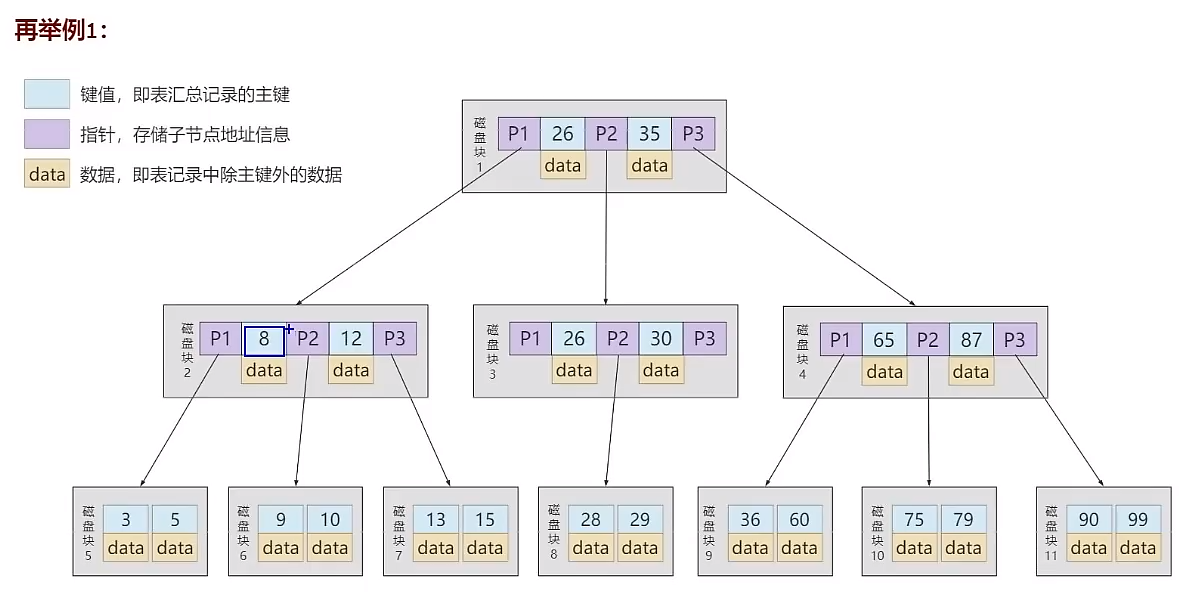 再举例1：
键值，即表汇总记录的主键
指针，存储子节点地址信息
data 数据，即表记录中除主键外的数据
磁盘块1 P1 26 P2 35 P3
data data
磁盘块2 P1 8 P2 12 P3
data data
磁盘块3 P1 26 P2 30 P3
data data
磁盘块4 P1 65 P2 87 P3
data data
磁盘块5 3 5
data data
磁盘块6 9 10
data data
磁盘块7 13 15
data data
磁盘块8 28 29
data data
磁盘块9 36 60
data data
磁盘块10 75 79
data data
磁盘块11 90 99
data data